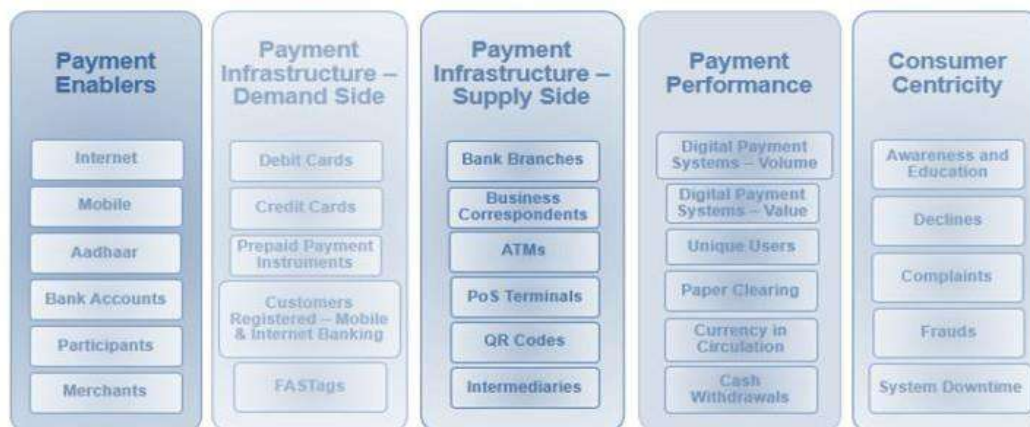 Payment
Enablers
Internet
Mobile
Aadhaar
Bank Accounts
Participants
Merchants
Payment
Infrastructure –
Demand Side
Debit Cards
Credit Cards
Prepaid Payment
Instruments
Customers
Registered – Mobile
& Internet Banking
FASTags
Payment
Infrastructure –
Supply Side
Bank Branches
Business
Correspondents
ATMs
PoS Terminals
QR Codes
Intermediaries
Payment
Performance
Digital Payment
Systems – Volume
Digital Payment
Systems – Value
Unique Users
Paper Clearing
Currency in
Circulation
Cash
Withdrawals
Consumer
Centricity
Awareness and
Education
Declines
Complaints
Frauds
System Downtime